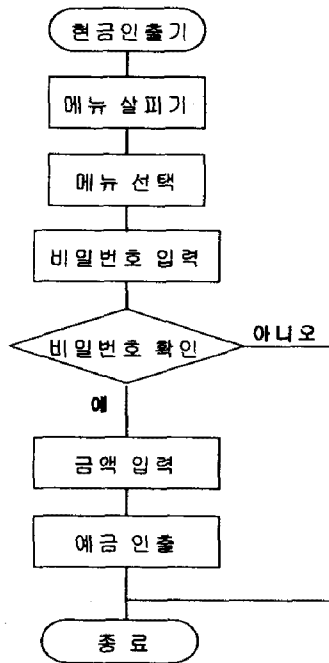 현금인출기
메뉴 살피기
메뉴 선택
비밀번호 입력
비밀번호 확인
아니오
예
금액 입력
예금 인출
종료